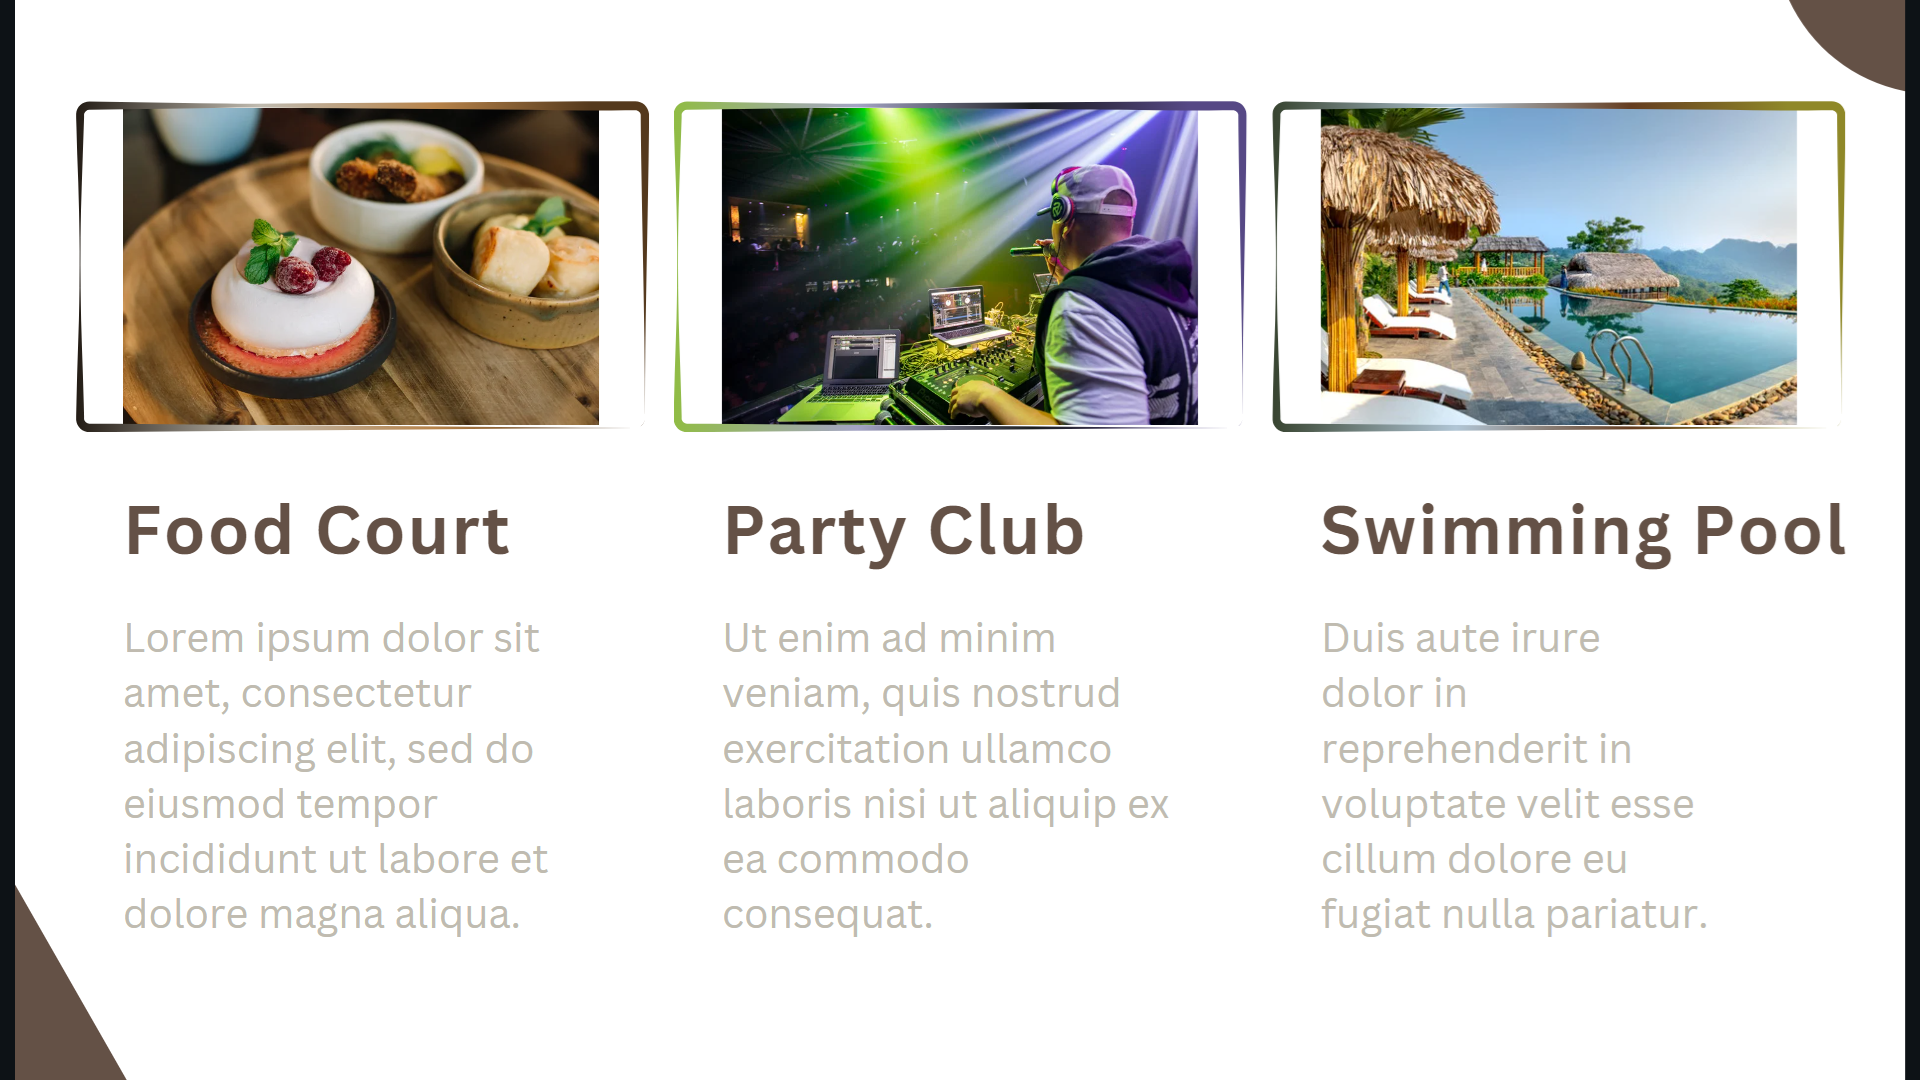 Food Court
Lorem ipsum dolor sit
amet, consectetur
adipiscing elit, sed do
eiusmod tempor
incididunt ut labore et
dolore magna aliqua.
Party Club
Ut enim ad minim
veniam, quis nostrud
exercitation ullamco
laboris nisi ut aliquip ex
ea commodo
consequat.
Swimming Pool
Duis aute irure
dolor in
reprehenderit in
voluptate velit esse
cillum dolore eu
fugiat nulla pariatur.